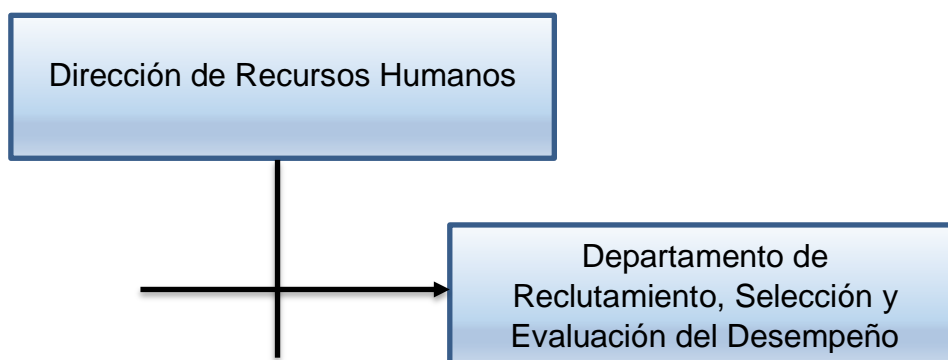 Dirección de Recursos Humanos
Departamento de
Reclutamiento, Selección y
Evaluación del Desempeño